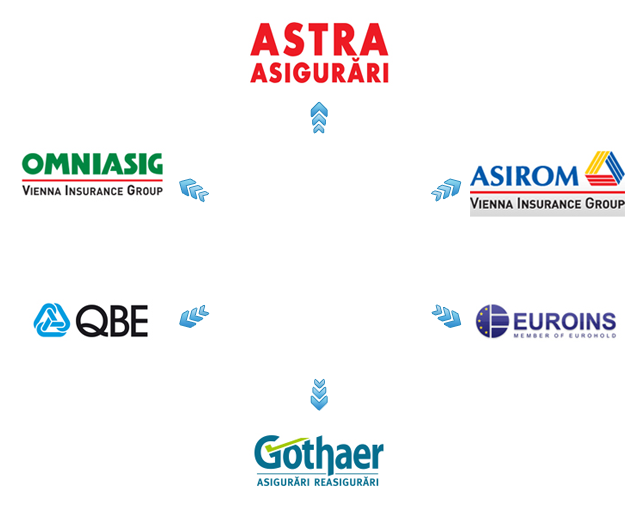 ASTRA
ASIGURĂRI
OMNIASIG
VIENNA INSURANCE GROUP
ASIROM
VIENNA INSURANCE GROUP
QBE
EUROINS
MEMBER OF EUROHOLD
Gothaer
ASIGURĂRI REASIGURĂRI